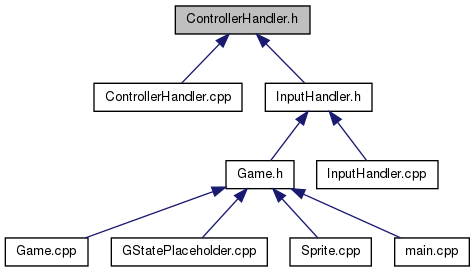 ControllerHandler.h
ControllerHandler.cpp
InputHandler.h
Game.h
InputHandler.cpp
Game.cpp
GStatePlaceholder.cpp
Sprite.cpp
main.cpp